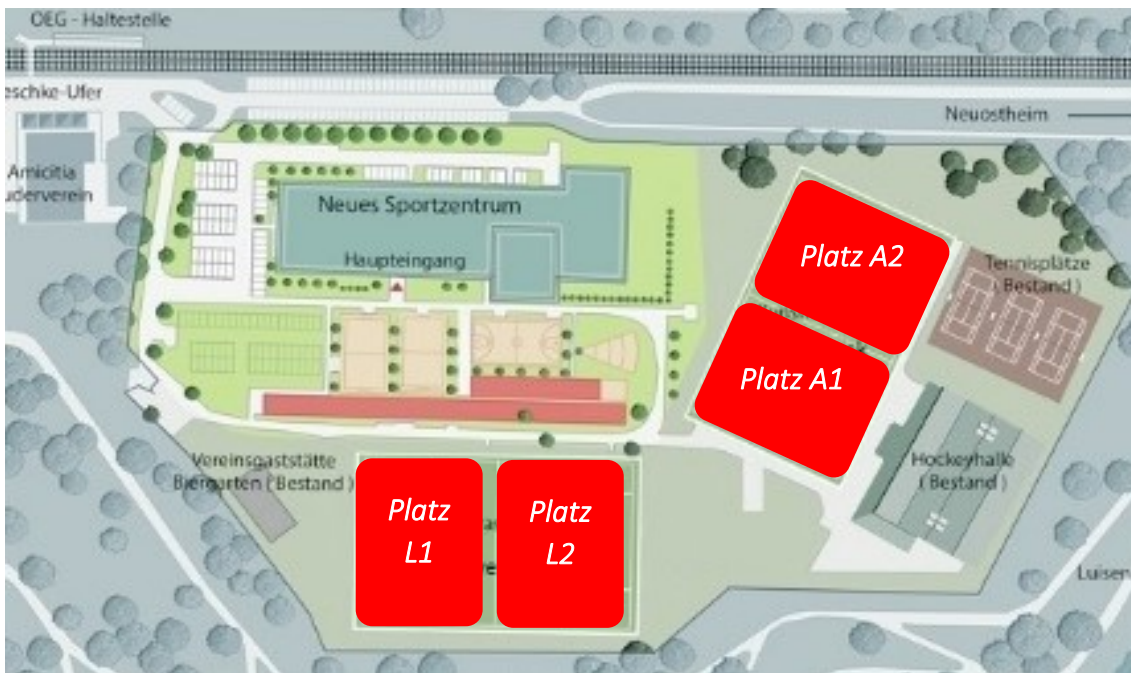 OEG - Haltestelle
eschke-Ufer
Neuostheim
Amicitia
uderverein
Neues Sportzentrum
Haupteingang
Platz A2
Tennisplätze
( Bestand )
Platz A1
Vereinsgaststätte
Biergarten ( Bestand )
Hockeyhalle
( Bestand )
Platz
L1
Platz
L2
Luisen